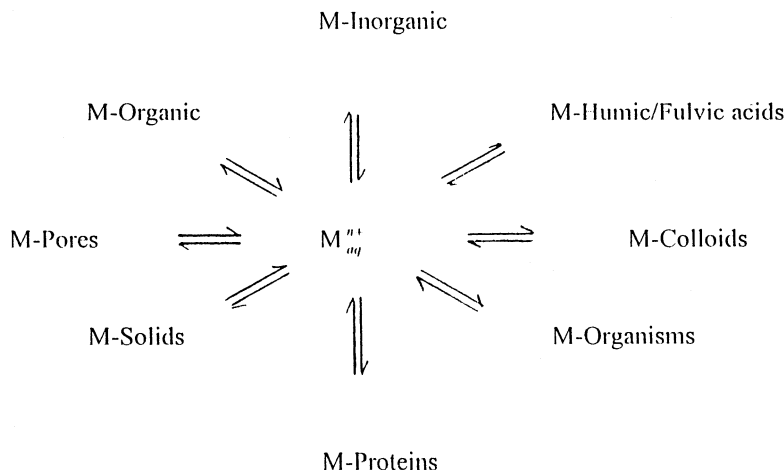 M-Inorganic
M-Organic
M-Humic/Fulvic acids
M-Pores
M^{n+}_{aq}
M-Colloids
M-Solids
M-Organisms
M-Proteins